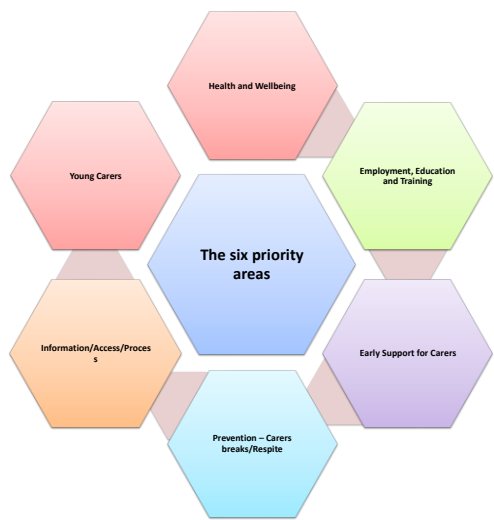 Health and Wellbeing
Employment, Education
and Training
Young Carers
The six priority
areas
Early Support for Carers
Information/Access/Proces
s
Prevention – Carers
breaks/Respite